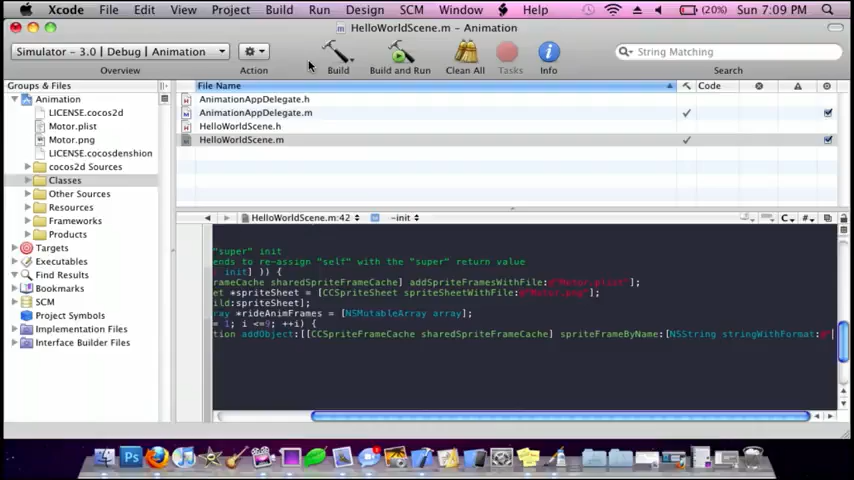 Xcode File Edit View Project Build Run Design SCM Window Help (20%) Sun 7:09 PM
HelloWorldScene.m - Animation
Simulator - 3.0 | Debug | Animation
String Matching
Overview Action Build Build and Run Clean All Tasks Info Search
Groups & Files
File Name
Code
Animation
LICENSE.cocos2d
Motor.plist
Motor.png
LICENSE.cocosdenshion
cocos2d Sources
Classes
Other Sources
Resources
Frameworks
Products
Targets
Executables
Find Results
Bookmarks
SCM
Project Symbols
Implementation Files
Interface Builder Files
AnimationAppDelegate.h
AnimationAppDelegate.m
HelloWorldScene.h
HelloWorldScene.m
HelloWorldScene.m:42 -init C #
"super" init
ends to re-assign "self" with the "super" return value
init] )) {
rameCache] sharedSpriteFrameCache] addSpriteFramesWithFile:@"Motor.plist"];
et *spriteSheet = [CCSpriteSheet spriteSheetWithFile:@"Motor.png"];
ild:spriteSheet];
ray *rideAnimFrames = [NSMutableArray array];
= 1; i <=9; ++i) {
tion addObject:[[CCSpriteFrameCache sharedSpriteFrameCache] spriteFrameByName:[NSString stringWithFormat:@"